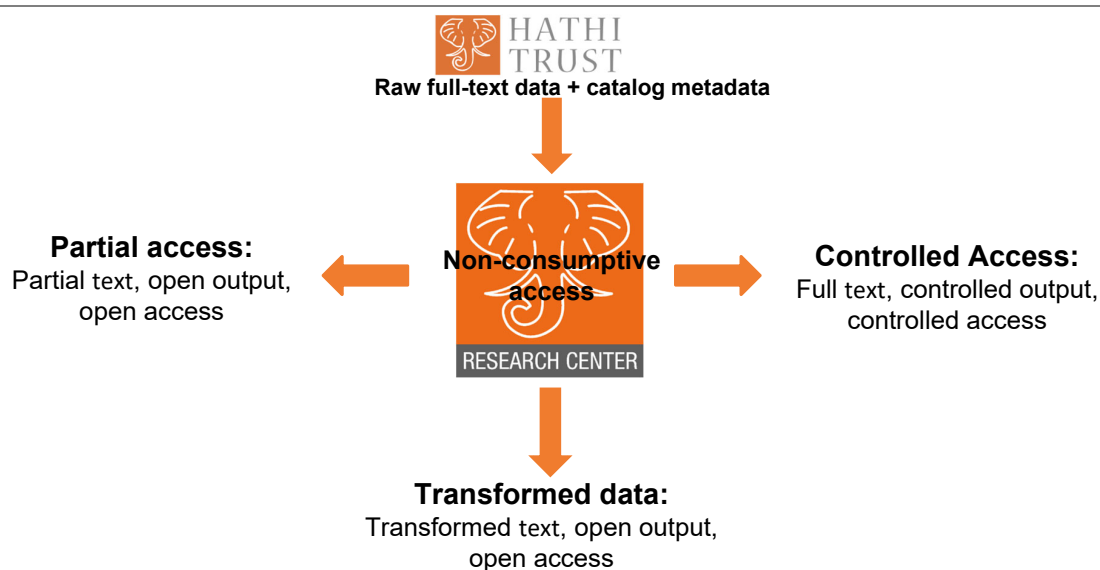 HATHI
TRUST
Raw full-text data + catalog metadata
Partial access:
Partial text, open output,
open access
Non-consumptive
access
RESEARCH CENTER
Controlled Access:
Full text, controlled output,
controlled access
Transformed data:
Transformed text, open output,
open access